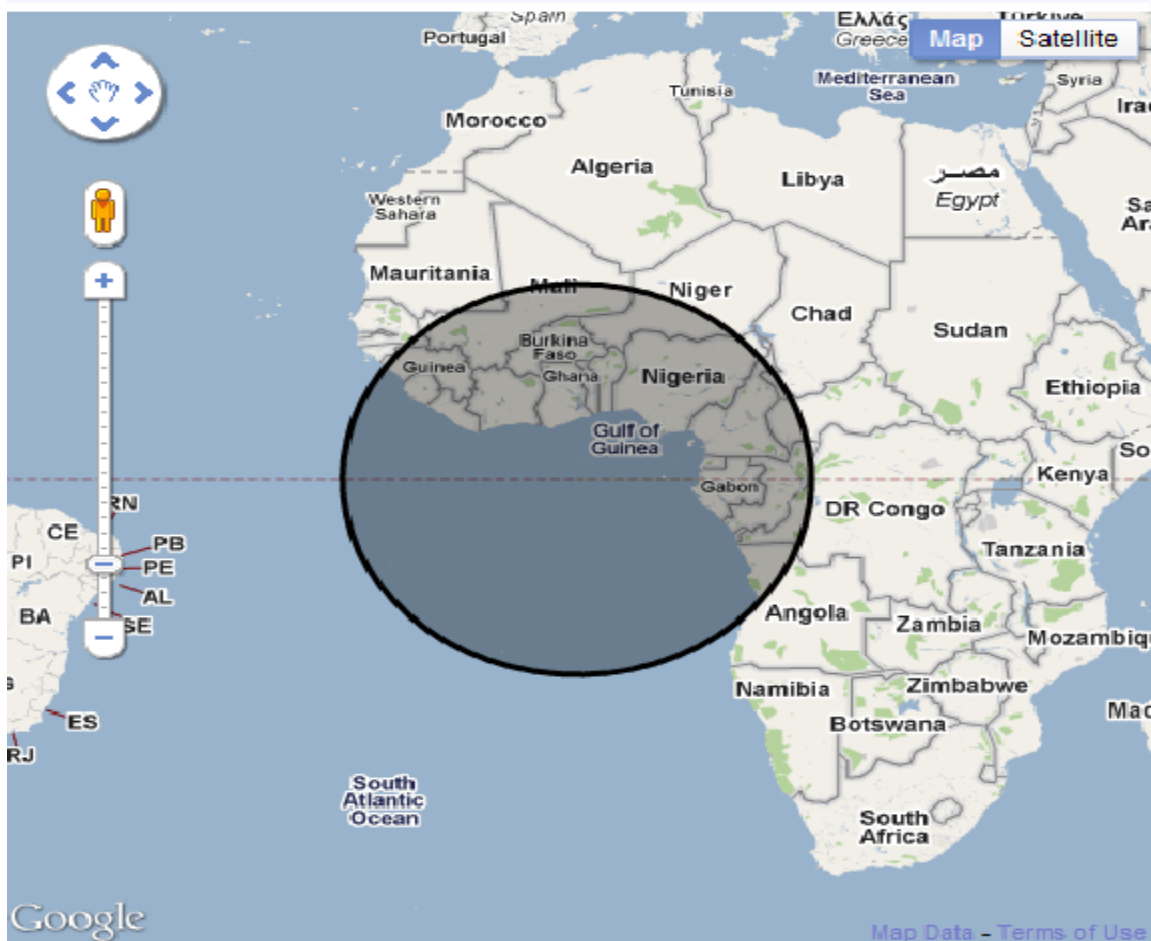 Spain
Portugal
Ελλάς
Greece
Türkiye
Map
Satellite
Mediterranean
Sea
Syria
Tunisia
Iraq
Morocco
Algeria
Libya
مصر
Egypt
Western
Sahara
Sa
Ara
Mauritania
Mali
Niger
Chad
Sudan
Burkina
Faso
Guinea
Ghana
Nigeria
Ethiopia
Gulf of
Guinea
So
Kenya
Gabon
DR Congo
RN
CE
PB
PI
PE
AL
BA
SE
Tanzania
Angola
Zambia
Mozambiqu
Namibia
Zimbabwe
Botswana
Mad
S
ES
RJ
South
Atlantic
Ocean
South
Africa
Google
Map Data - Terms of Use